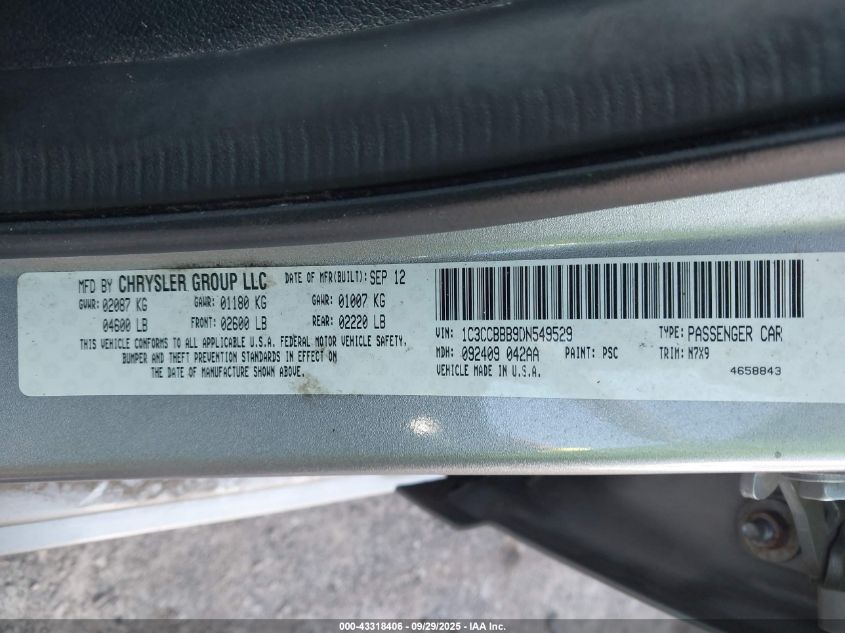 MFD BY CHRYSLER GROUP LLC DATE OF MFR(BUILT): SEP 12
GVWR: 02087 KG GAWR: 01180 KG GAWR: 01007 KG
04600 LB FRONT: 02600 LB REAR: 02220 LB
THIS VEHICLE CONFORMS TO ALL APPLICABLE U.S.A. FEDERAL MOTOR VEHICLE SAFETY,
BUMPER AND THEFT PREVENTION STANDARDS IN EFFECT ON
THE DATE OF MANUFACTURE SHOWN ABOVE.
VIN: 1C3CCBBB9DN549529 TYPE: PASSENGER CAR
MDH: 092409 042AA PAINT: PSC TRIM: N7X9
VEHICLE MADE IN U.S.A. 4658843
000-43318406 - 09/29/2025 - IAA Inc.